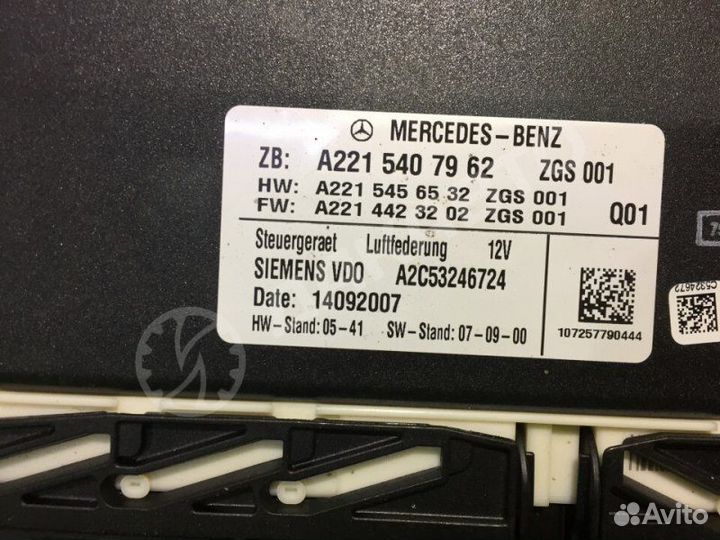 MERCEDES-BENZ
ZB: A221 540 79 62 ZGS 001
HW: A221 545 65 32 ZGS 001
FW: A221 442 32 02 ZGS 001 Q01
Steuergeraet Luftfederung 12V
SIEMENS VDO A2C53246724
Date: 14092007
HW-Stand: 05-41 SW-Stand: 07-09-00
107257790444
Avito